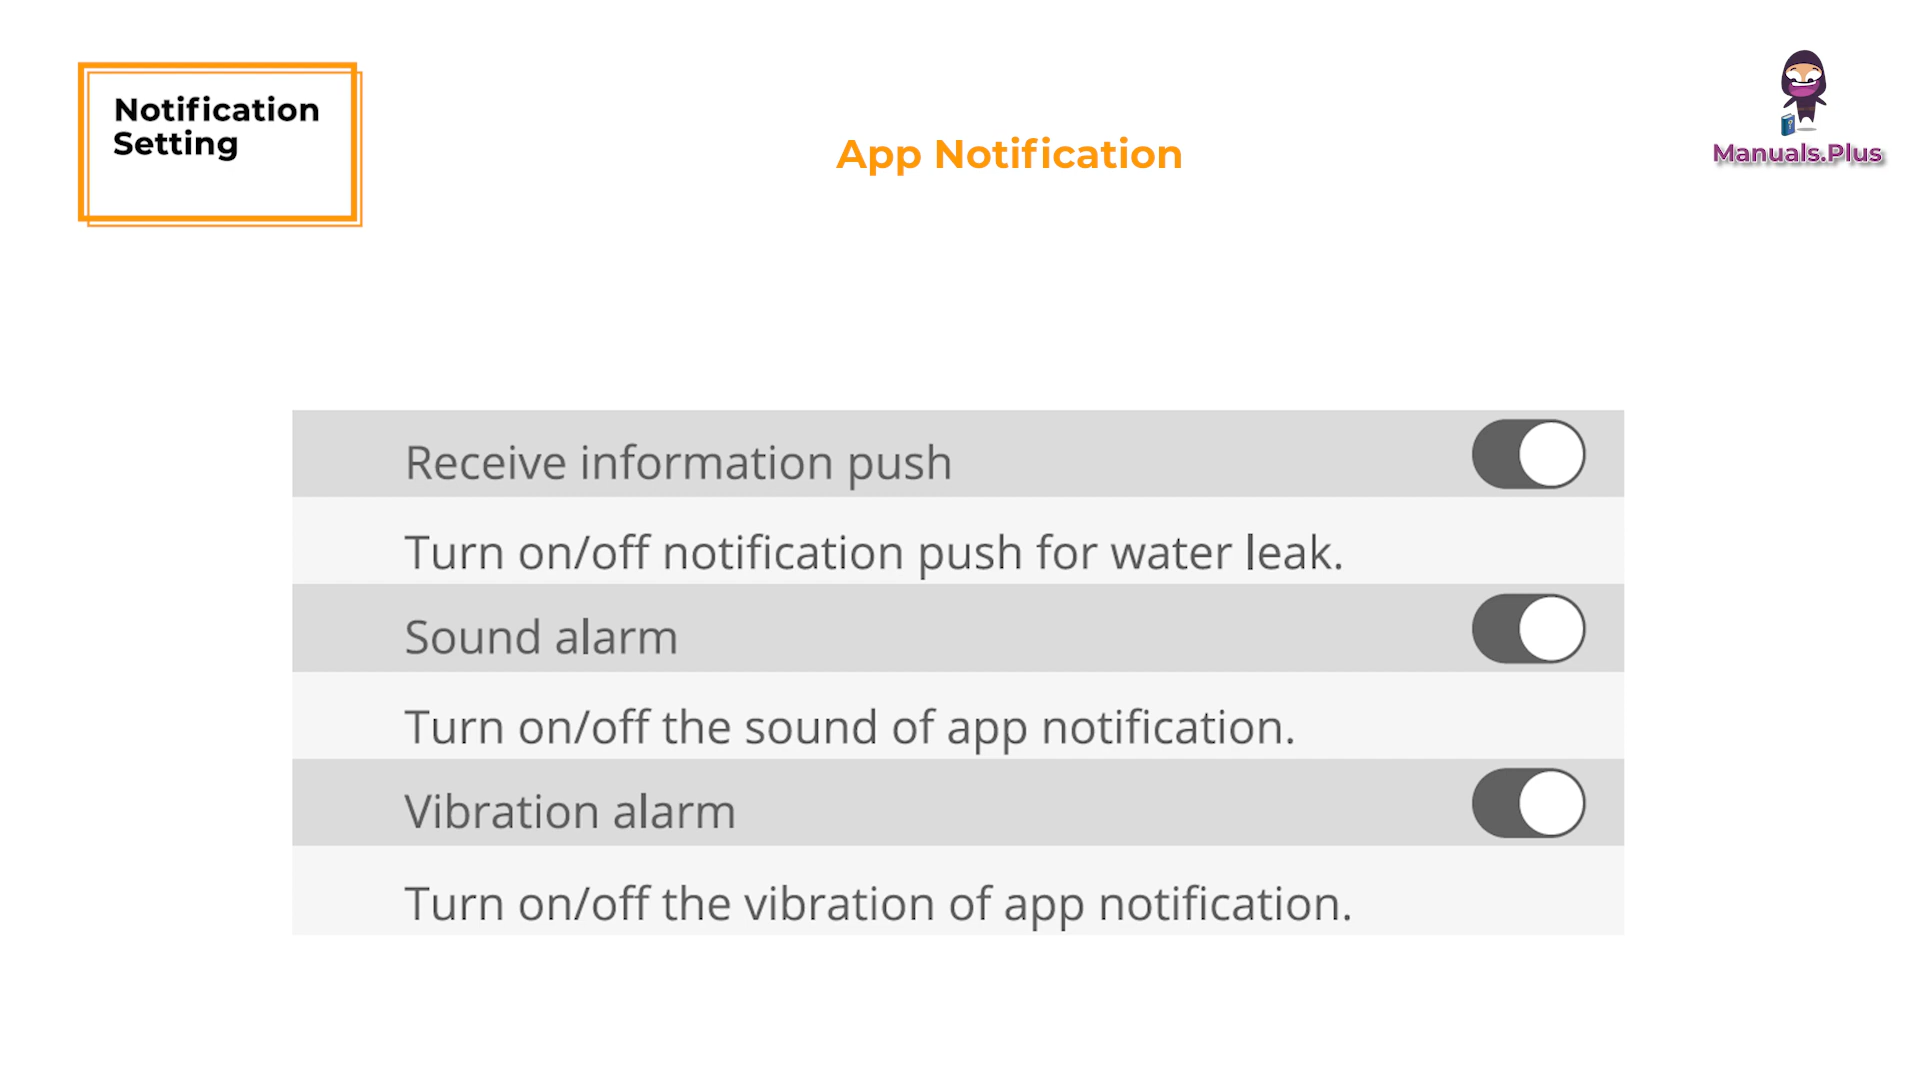 Notification
Setting
App Notification
Manuals.Plus
Receive information push
Turn on/off notification push for water leak.
Sound alarm
Turn on/off the sound of app notification.
Vibration alarm
Turn on/off the vibration of app notification.